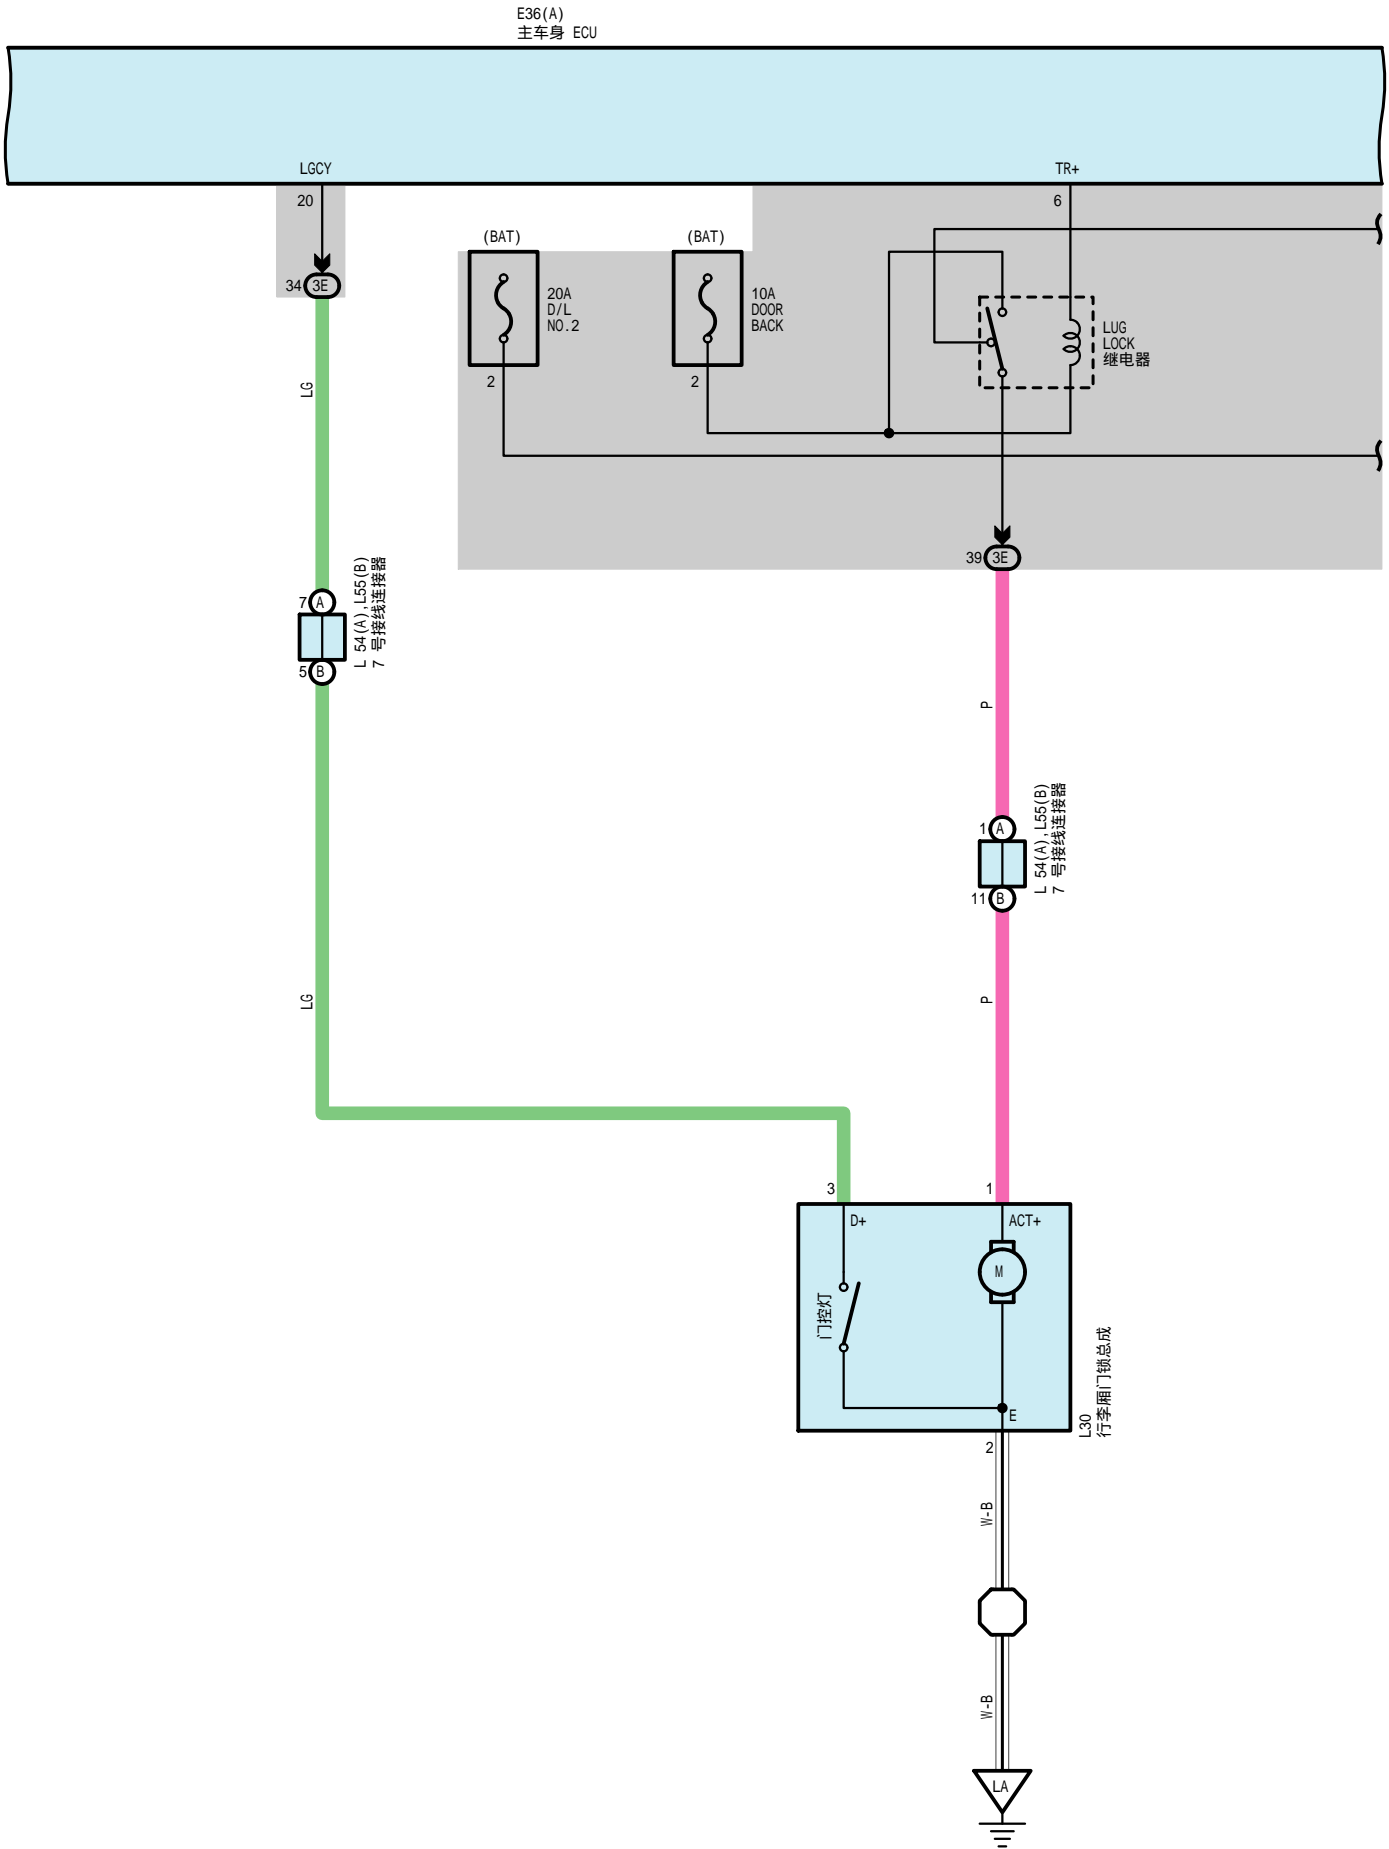 E36(A)
主车身 ECU
LGCY
TR+
20
6
(BAT)
(BAT)
34
3E
20A
D/L
NO.2
10A
DOOR
BACK
LUG
LOCK
继电器
2
2
LG
39
3E
7
A
L 54(A),L55(B)
7 号接线连接器
5
B
P
1
A
L 54(A),L55(B)
7 号接线连接器
11
B
LG
P
3
1
D+
ACT+
M
门控灯
E
L30
行李厢门锁总成
2
W-B
W-B
LA